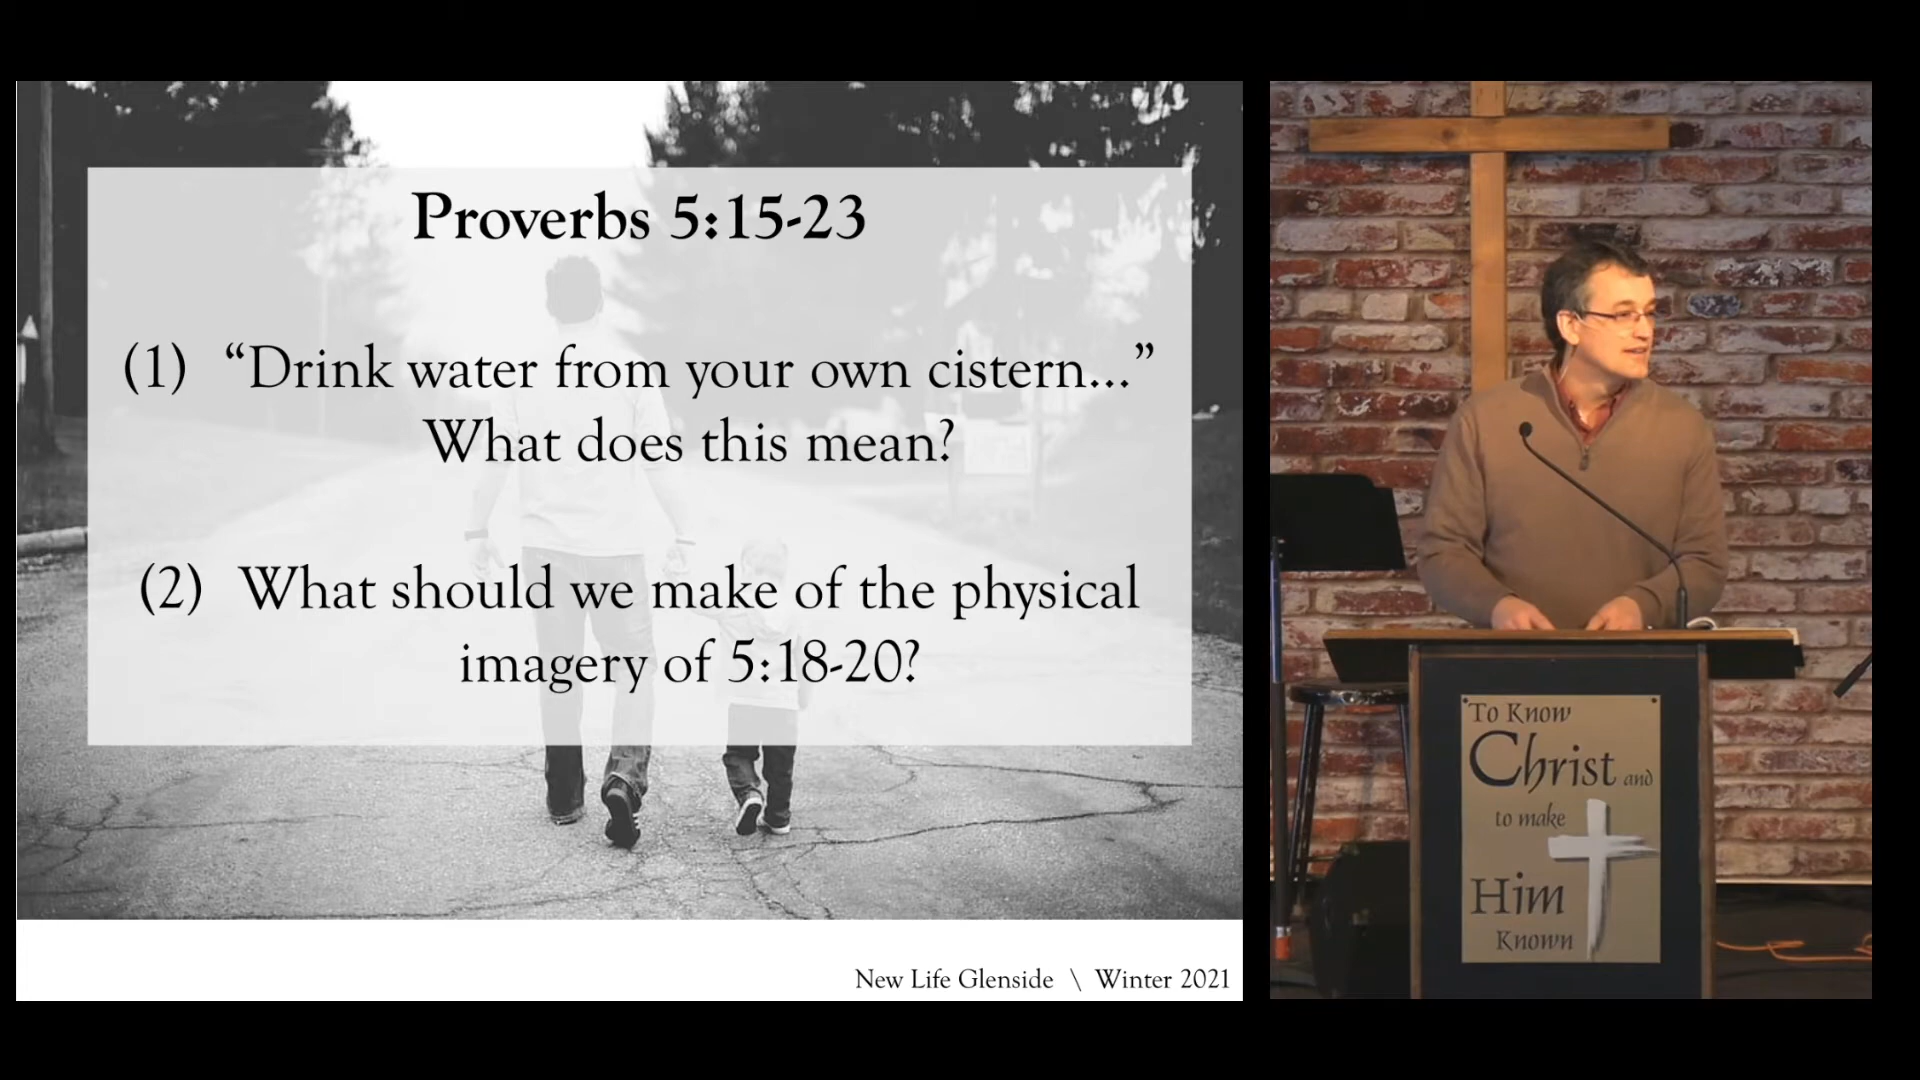 Proverbs 5:15-23
(1) “Drink water from your own cistern...”
What does this mean?
(2) What should we make of the physical
imagery of 5:18-20?
New Life Glenside \ Winter 2021
To Know
Christ and
to make
Him
Known